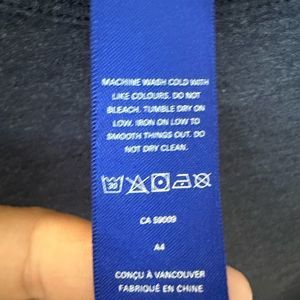 MACHINE WASH COLD WITH
LIKE COLOURS. DO NOT
BLEACH. TUMBLE DRY ON
LOW. IRON ON LOW TO
SMOOTH THINGS OUT. DO
NOT DRY CLEAN.
30
CA 59009
A4
CONÇU À VANCOUVER
FABRIQUÉ EN CHINE